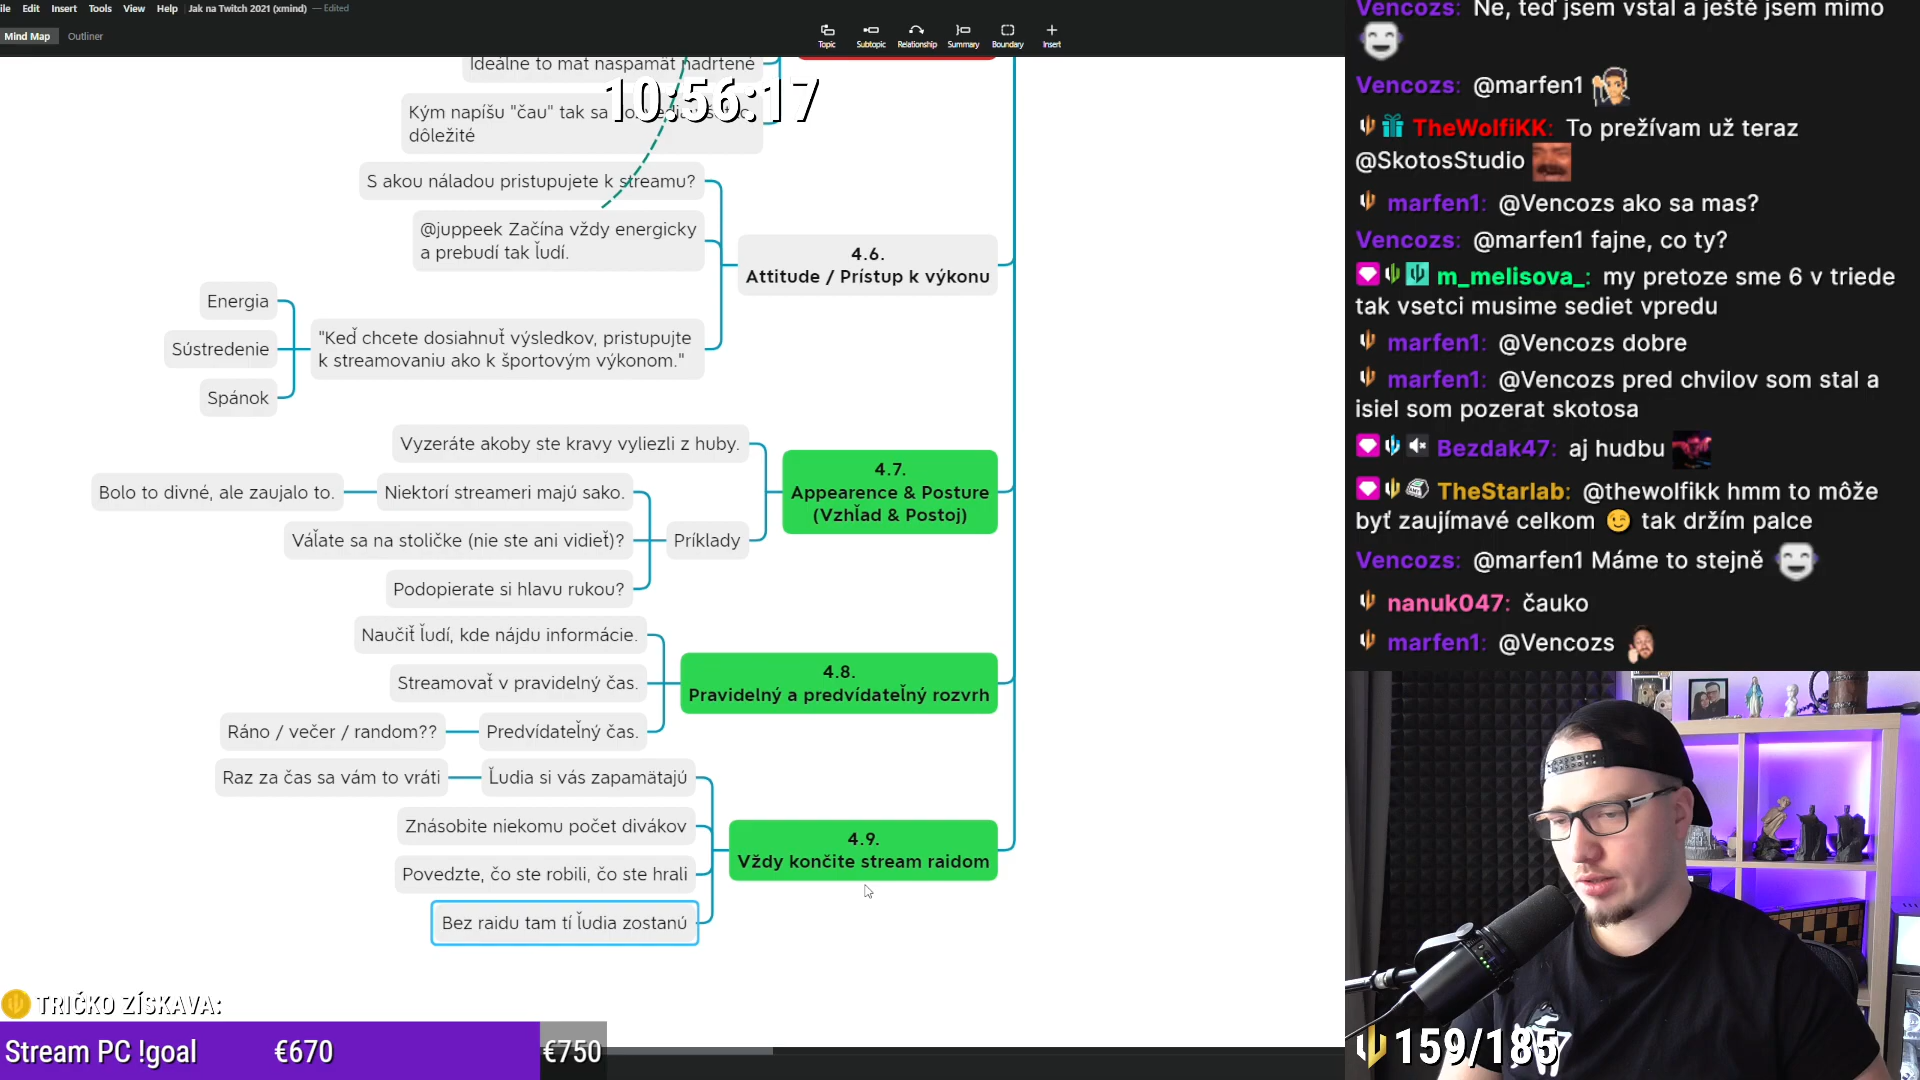 ile Edit Insert Tools View Help Jak na Twitch 2021 (xmind) — Edited
Mind Map Outliner
Topic Subtopic Relationship Summary Boundary Insert
Ideálne to mať naspamäť nadrtené
10:56:17
Kým napíšu "čau" tak sa
dôležité
S akou náladou pristupujete k streamu?
@juppeek Začína vždy energicky
a prebudí tak ľudí.
4.6.
Attitude / Prístup k výkonu
Energia
Sústredenie
Spánok
"Keď chcete dosiahnuť výsledkov, pristupujte
k streamovaniu ako k športovým výkonom."
Vyzeráte akoby ste kravy vyliezli z huby.
4.7.
Appearence & Posture
(Vzhľad & Postoj)
Bolo to divné, ale zaujalo to.
Niektorí streameri majú sako.
Váľate sa na stoličke (nie ste ani vidieť)?
Príklady
Podopierate si hlavu rukou?
Naučiť ľudí, kde nájdu informácie.
Streamovať v pravidelný čas.
4.8.
Pravidelný a predvídateľný rozvrh
Ráno / večer / random??
Predvídateľný čas.
Raz za čas sa vám to vráti
Ľudia si vás zapamätajú
Znásobite niekomu počet divákov
4.9.
Vždy končite stream raidom
Povedzte, čo ste robili, čo ste hrali
Bez raidu tam tí ľudia zostanú
TRIČKO ZÍSKAVA:
Stream PC !goal €670 €750
Vencozs: Ne, teď jsem vstal a ještě jsem mimo
Vencozs: @marfen1
TheWolfiKK: To prežívam už teraz
@SkotosStudio
marfen1: @Vencozs ako sa mas?
Vencozs: @marfen1 fajne, co ty?
m_melisova_: my pretoze sme 6 v triede
tak vsetci musime sediet vpredu
marfen1: @Vencozs dobre
marfen1: @Vencozs pred chvilov som stal a
isiel som pozerat skotosa
Bezdak47: aj hudbu
TheStarlab: @thewolfikk hmm to môže
byť zaujímavé celkom 😉 tak držím palce
Vencozs: @marfen1 Máme to stejně
nanuk047: čauko
marfen1: @Vencozs
159/185